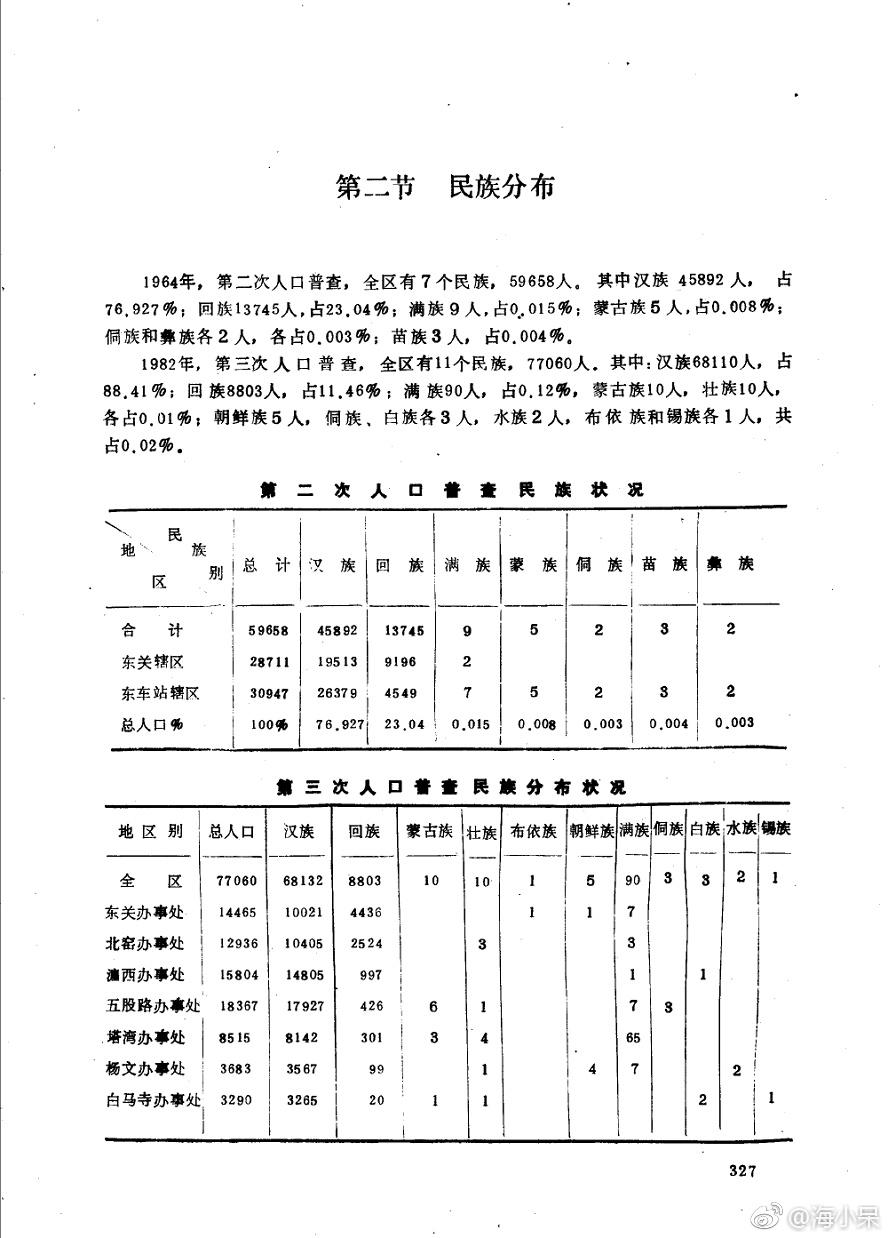 第二节 民族分布
1964年，第二次人口普查，全区有7个民族，59658人。其中汉族 45892 人， 占
76.927%；回族13745人，占23.04%；满族9人，占0.015%；蒙古族5人，占0.008%；
侗族和彝族各2人，各占0.003%；苗族3人，占0.004%。
1982年，第三次人口普查，全区有11个民族，77060人。其中：汉族68110人，占
88.41%；回族8803人，占11.46%；满族90人，占0.12%，蒙古族10人，壮族10人，
各占0.01%；朝鲜族5人，侗族、白族各3人，水族2人，布依族和锡族各1人，共
占0.02%。
第二次人口普查民族状况
民族别 地区 总计 汉族 回族 满族 蒙族 侗族 苗族 彝族
合计 59658 45892 13745 9 5 2 3 2
东关辖区 28711 19513 9196 2
东车站辖区 30947 26379 4549 7 5 2 3 2
总人口% 100% 76.927 23.04 0.015 0.008 0.003 0.004 0.003
第三次人口普查民族分布状况
地区别 总人口 汉族 回族 蒙古族 壮族 布依族 朝鲜族 满族 侗族 白族 水族 锡族
全区 77060 68132 8803 10 10 1 5 90 3 3 2 1
东关办事处 14465 10021 4436 1 1 7
北窑办事处 12936 10405 2524 3 3
瀍西办事处 15804 14805 997 1 1
五股路办事处 18367 17927 426 6 1 7 3
塔湾办事处 8515 8142 301 3 4 65
杨文办事处 3683 3567 99 1 4 7 2
白马寺办事处 3290 3265 20 1 1 2 1
327
@海小呆